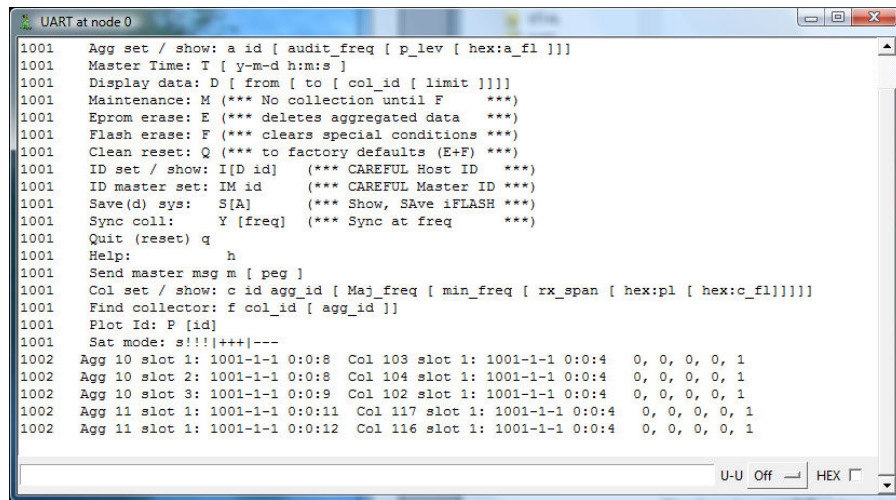 UART at node 0
1001 Agg set / show: a id [ audit_freq [ p_lev [ hex:a_fl ]]]
1001 Master Time: T [ y-m-d h:m:s ]
1001 Display data: D [ from [ to [ col_id [ limit ]]]]
1001 Maintenance: M (*** No collection until F ***)
1001 Eprom erase: E (*** deletes aggregated data ***)
1001 Flash erase: F (*** clears special conditions ***)
1001 Clean reset: Q (*** to factory defaults (E+F) ***)
1001 ID set / show: I[D id] (*** CAREFUL Host ID ***)
1001 ID master set: IM id (*** CAREFUL Master ID ***)
1001 Save(d) sys: S[A] (*** Show, SAve iFLASH ***)
1001 Sync coll: Y [freq] (*** Sync at freq ***)
1001 Quit (reset) q
1001 Help: h
1001 Send master msg m [ peg ]
1001 Col set / show: c id agg_id [ Maj_freq [ min_freq [ rx_span [ hex:pl [ hex:c_fl]]]]]
1001 Find collector: f col_id [ agg_id ]]
1001 Plot Id: P [id]
1001 Sat mode: s!!!|+++|---
1002 Agg 10 slot 1: 1001-1-1 0:0:8 Col 103 slot 1: 1001-1-1 0:0:4 0, 0, 0, 0, 1
1002 Agg 10 slot 2: 1001-1-1 0:0:8 Col 104 slot 1: 1001-1-1 0:0:4 0, 0, 0, 0, 1
1002 Agg 10 slot 3: 1001-1-1 0:0:9 Col 102 slot 1: 1001-1-1 0:0:4 0, 0, 0, 0, 1
1002 Agg 11 slot 1: 1001-1-1 0:0:11 Col 117 slot 1: 1001-1-1 0:0:4 0, 0, 0, 0, 1
1002 Agg 11 slot 1: 1001-1-1 0:0:12 Col 116 slot 1: 1001-1-1 0:0:4 0, 0, 0, 0, 1
U-U Off HEX